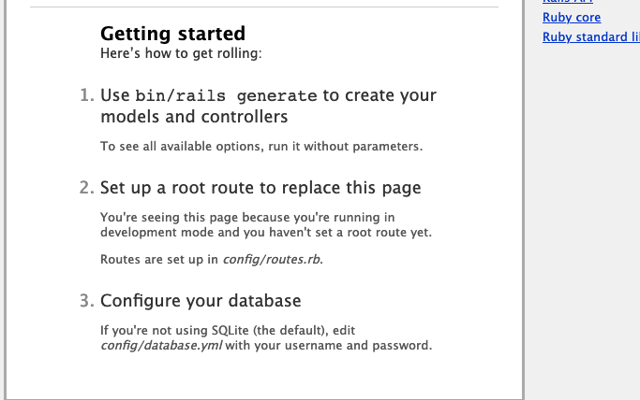 Rails API
Ruby core
Ruby standard li
Getting started
Here's how to get rolling:
1. Use bin/rails generate to create your
models and controllers
To see all available options, run it without parameters.
2. Set up a root route to replace this page
You're seeing this page because you're running in
development mode and you haven't set a root route yet.
Routes are set up in config/routes.rb.
3. Configure your database
If you're not using SQLite (the default), edit
config/database.yml with your username and password.